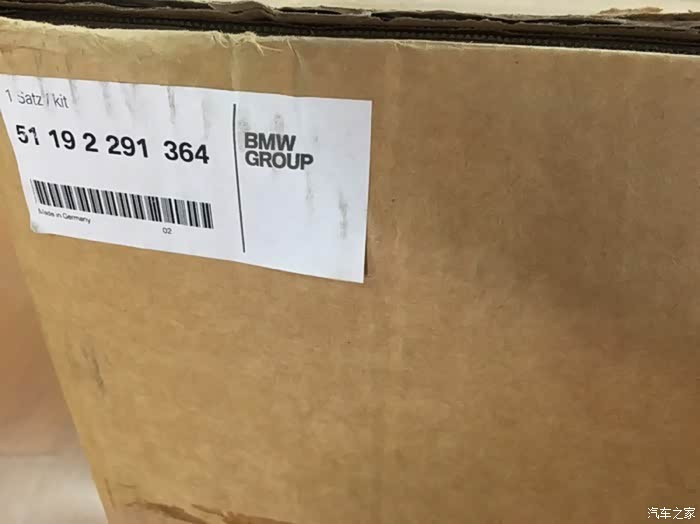 1 Satz / kit
51 19 2 291 364
BMW
GROUP
Made in Germany
02
汽车之家